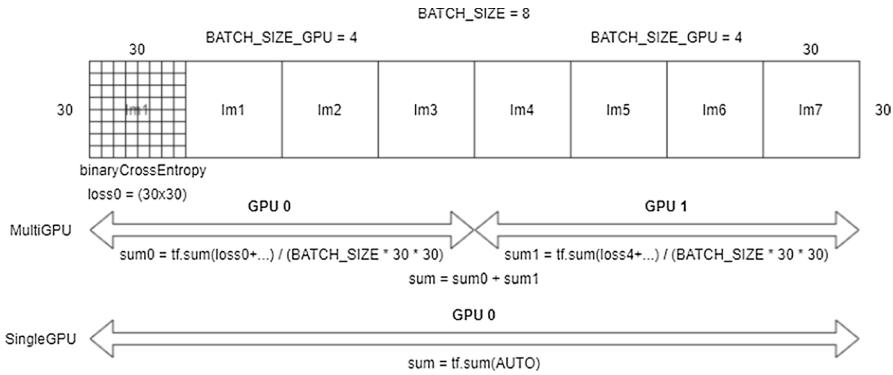 BATCH_SIZE = 8
30
BATCH_SIZE_GPU = 4
BATCH_SIZE_GPU = 4
30
30
Im1
Im1
Im2
Im3
Im4
Im5
Im6
Im7
30
binaryCrossEntropy
loss0 = (30x30)
GPU 0
GPU 1
MultiGPU
sum0 = tf.sum(loss0+...) / (BATCH_SIZE * 30 * 30)
sum1 = tf.sum(loss4+...) / (BATCH_SIZE * 30 * 30)
sum = sum0 + sum1
GPU 0
SingleGPU
sum = tf.sum(AUTO)